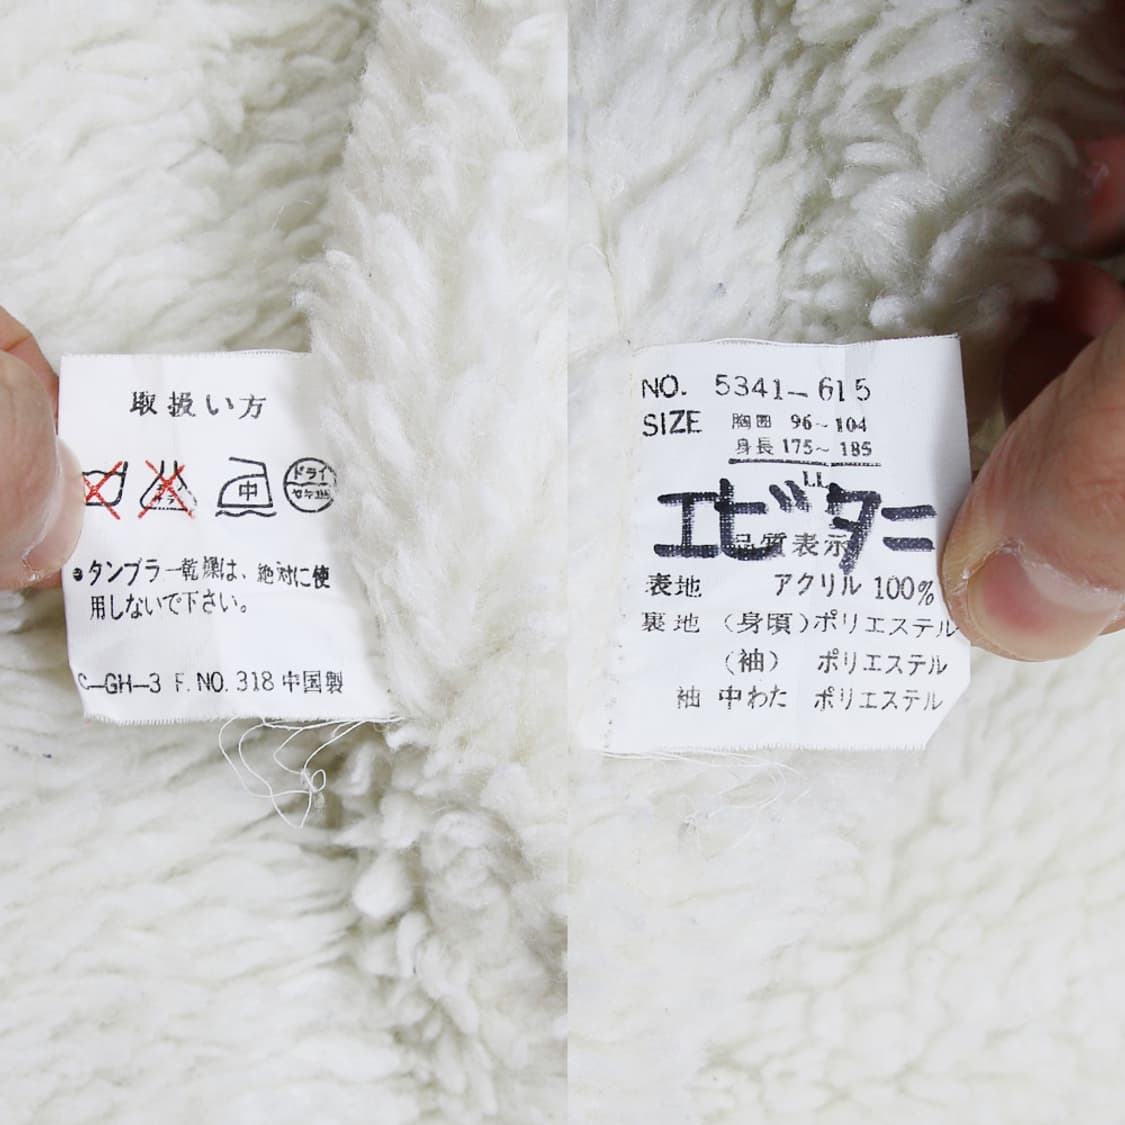 取扱い方
中
ドライ
●タンブラー乾燥は、絶対に使
用しないで下さい。
C-GH-3 F.NO.318 中国製
NO. 5341-615
SIZE 胸囲 96~104
身長 175~185
LL
エビタニ
品質表示
表地 アクリル 100%
裏地 (身頃)ポリエステル
(袖) ポリエステル
袖 中わた ポリエステル